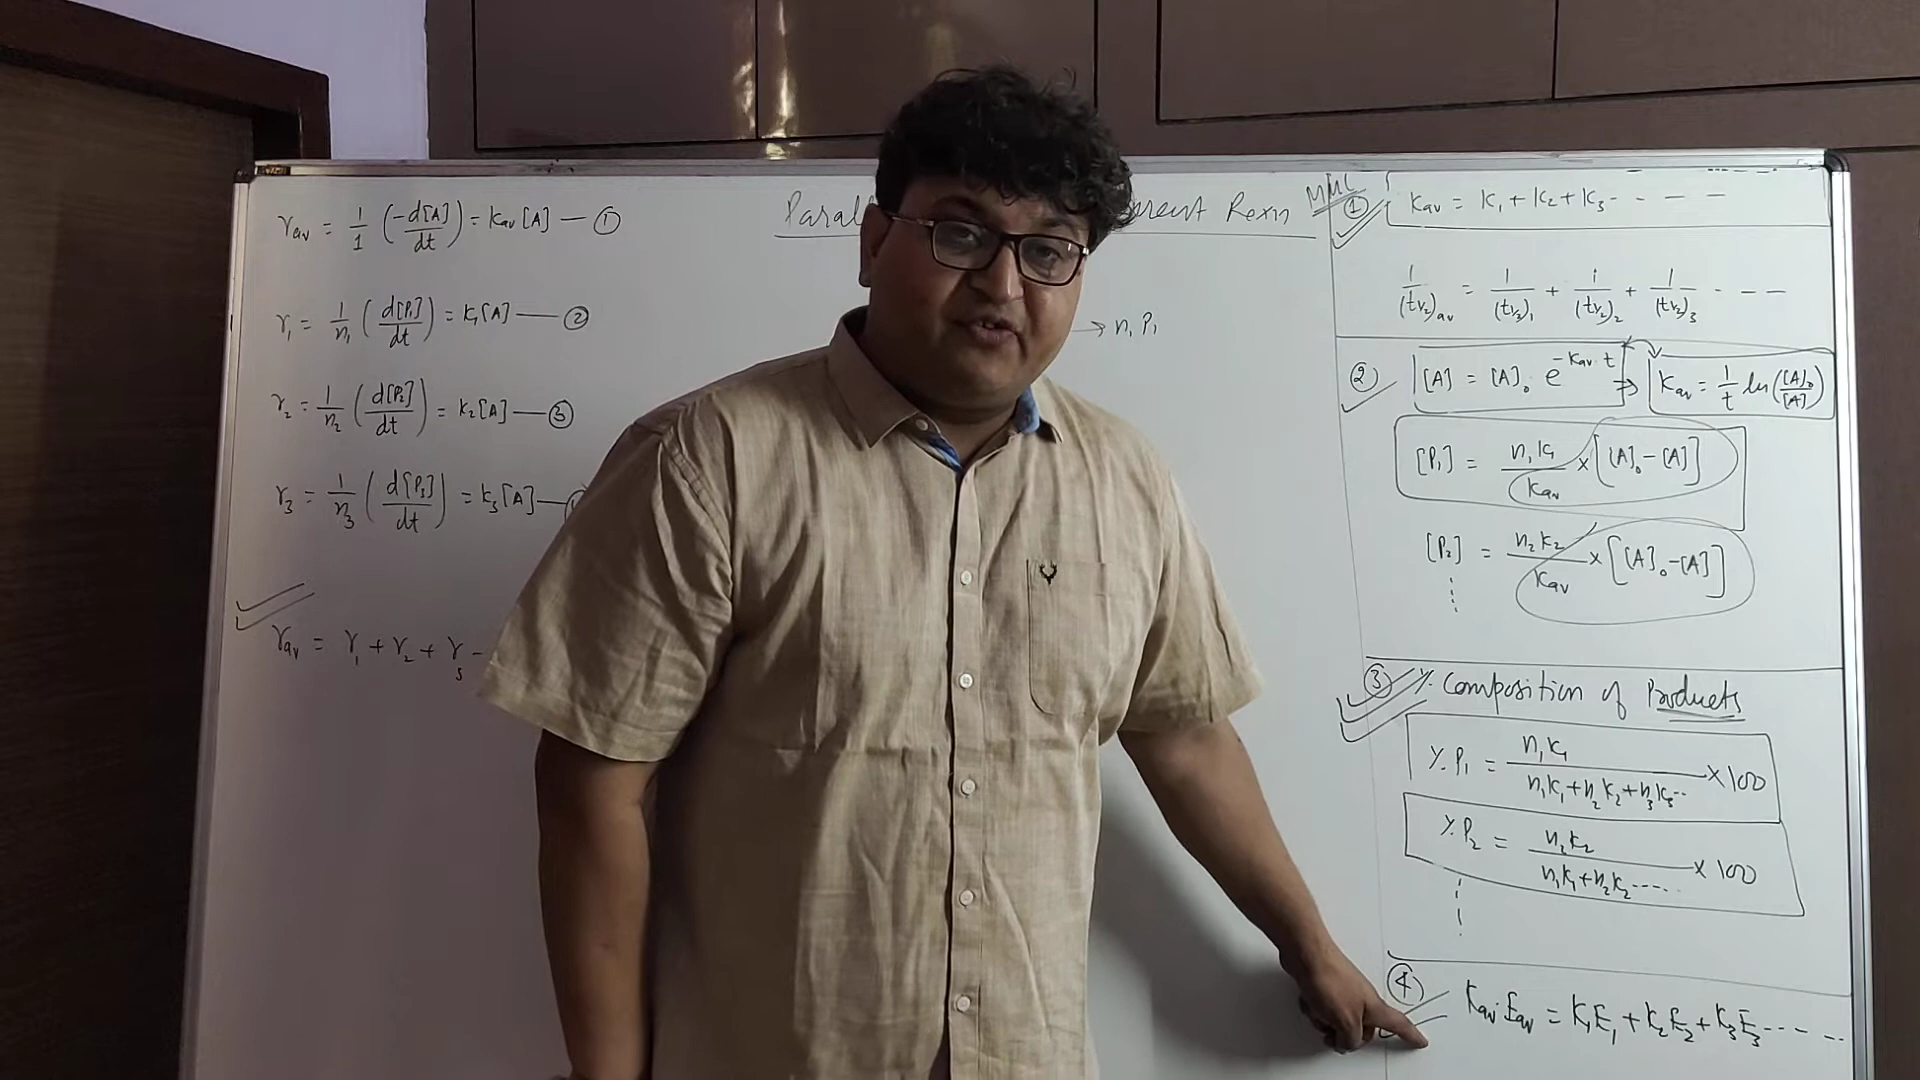 r_av = 1/1 (-d[A]/dt) = K_av [A] — ①
r_1 = 1/n_1 (d[P_1]/dt) = K_1[A] — ②
r_2 = 1/n_2 (d[P_2]/dt) = K_2[A] — ③
r_3 = 1/n_3 (d[P_3]/dt) = K_3[A] —
r_av = r_1 + r_2 + r_3 -
Rexn
→ n_1 P_1
① K_av = K_1 + K_2 + K_3 - - - - -
1/(t_1/2)_av = 1/(t_1/2)_1 + 1/(t_1/2)_2 + 1/(t_1/2)_3 - - - - -
② [A] = [A]_0 e^(-K_av t) ⇒ K_av = 1/t ln([A]_0/[A])
[P_1] = n_1 K_1/K_av × [[A]_0 - [A]]
[P_2] = n_2 K_2/K_av × [[A]_0 - [A]]
③ % Composition of Products
% P_1 = n_1 K_1/(n_1 K_1 + n_2 K_2 + n_3 K_3 ..) × 100
% P_2 = n_2 K_2/(n_1 K_1 + n_2 K_2 .....) × 100
④ K_av E_av = K_1 E_1 + K_2 E_2 + K_3 E_3 - - - - -